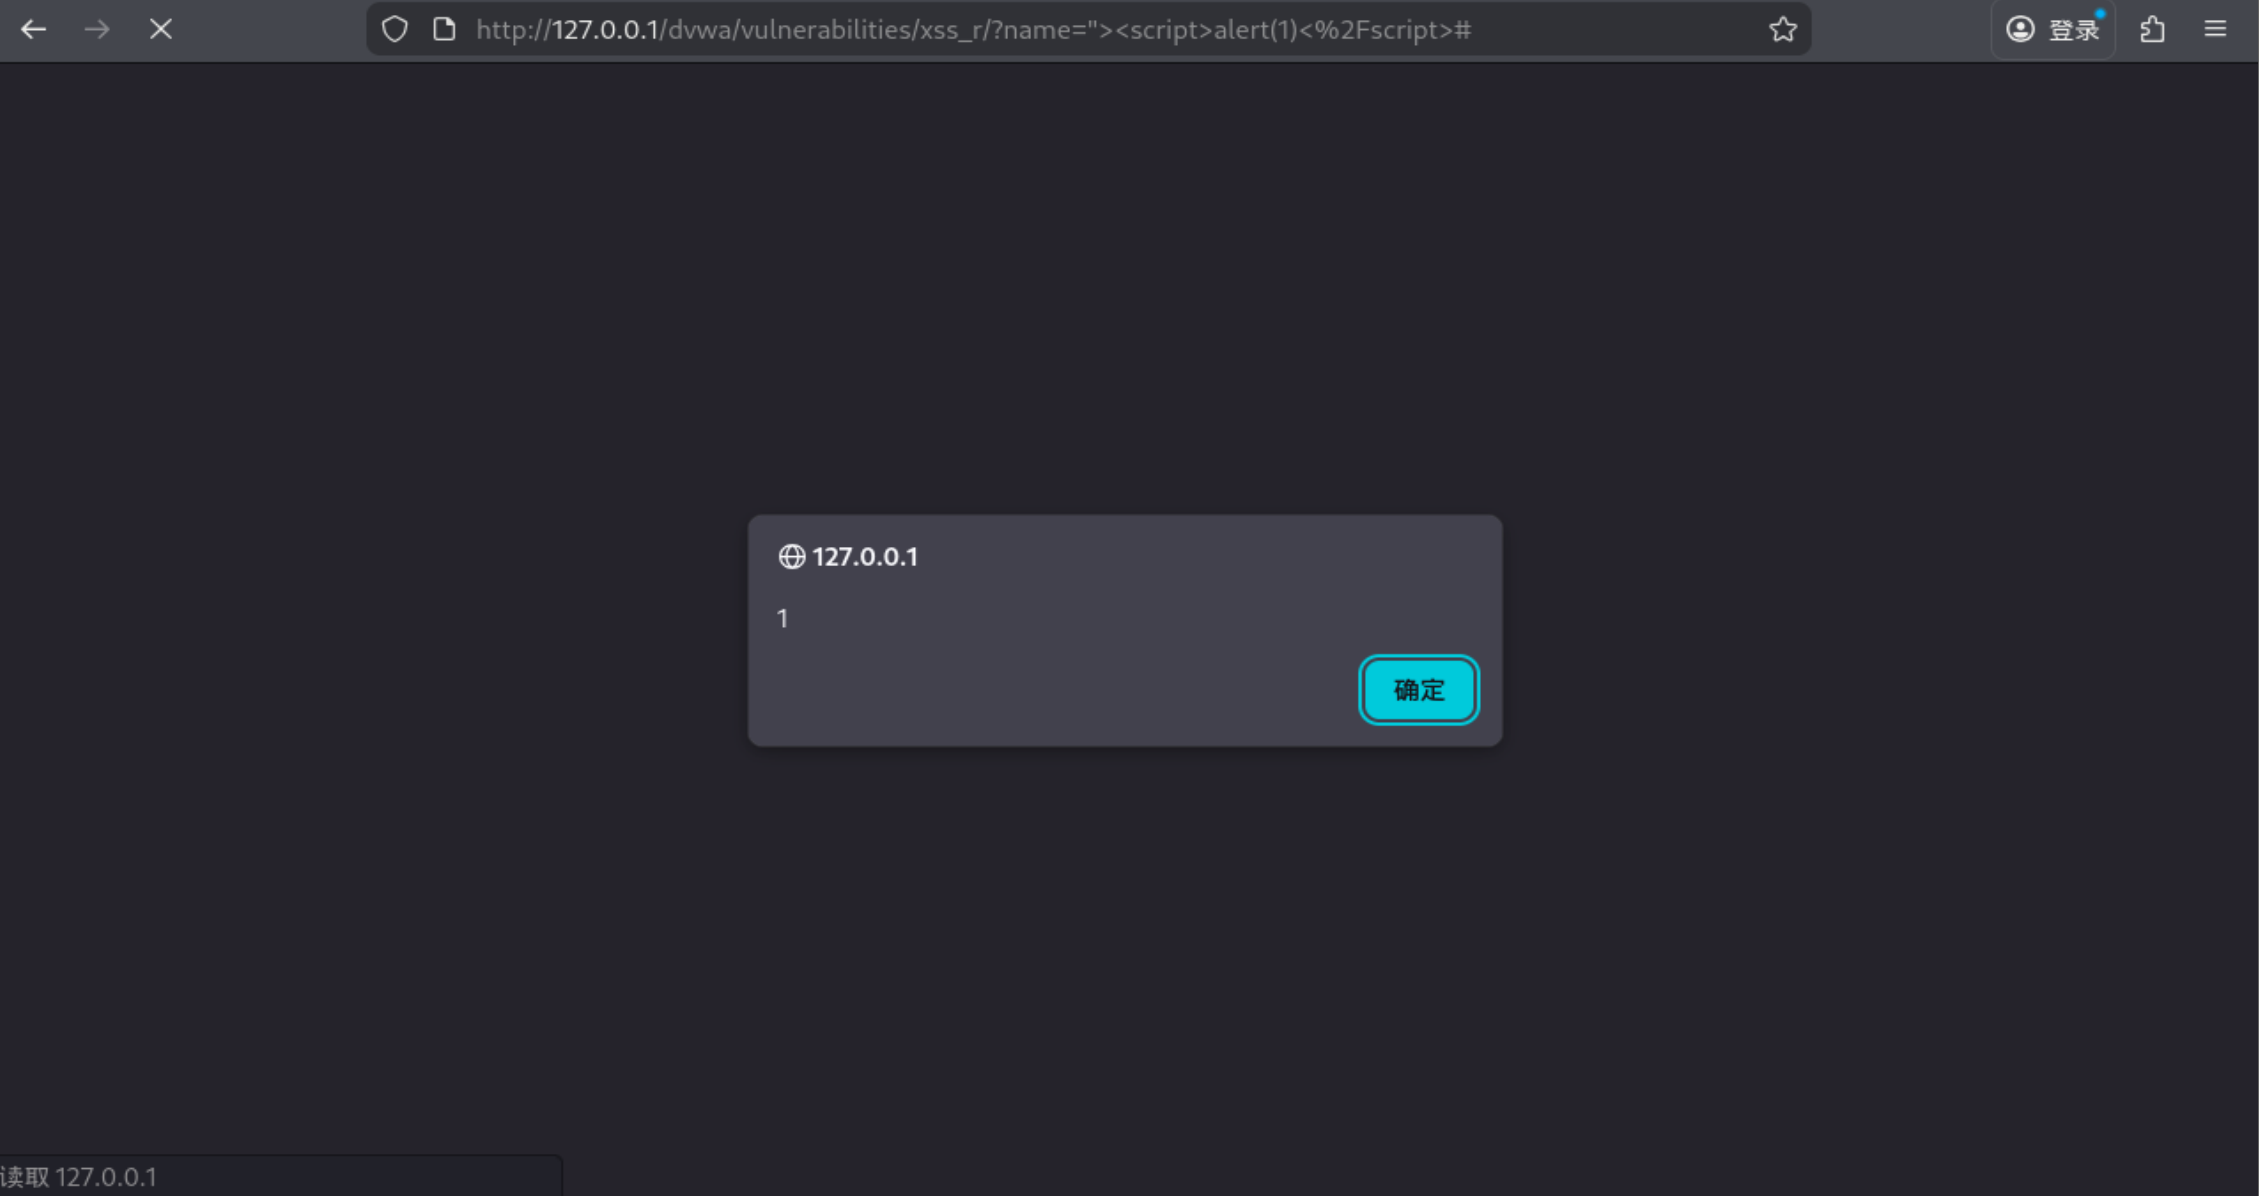 http://127.0.0.1/dvwa/vulnerabilities/xss_r/?name="><script>alert(1)<%2Fscript>#
登录
127.0.0.1
1
确定
读取 127.0.0.1